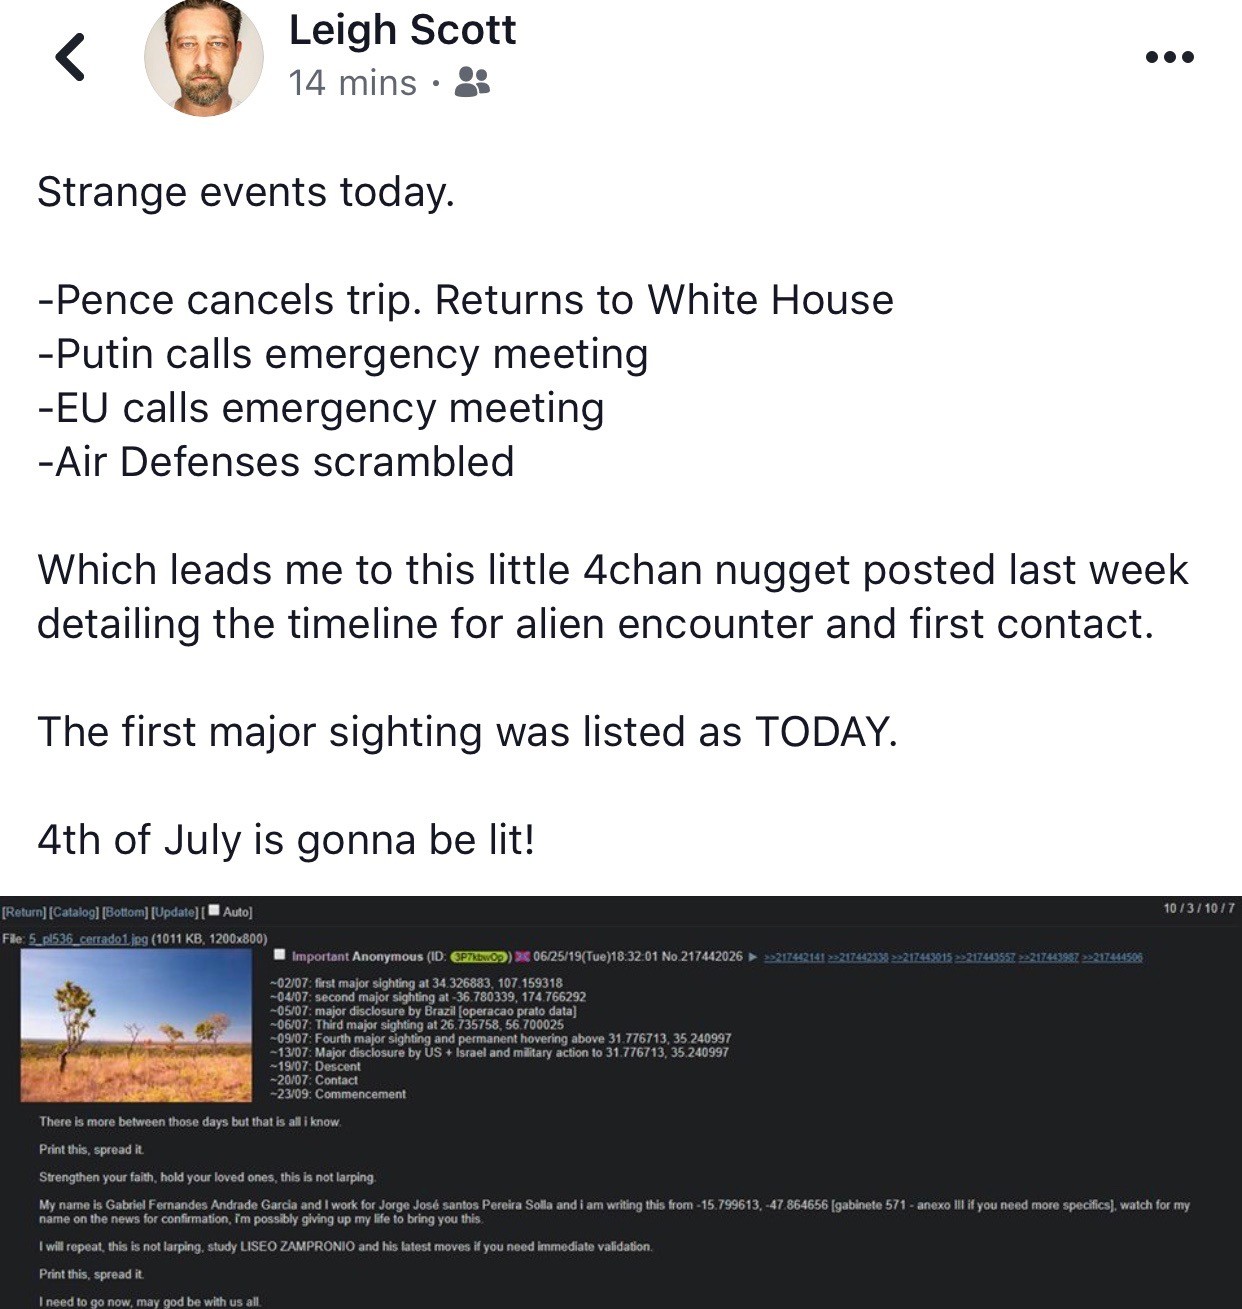 Leigh Scott
14 mins ·
Strange events today.
-Pence cancels trip. Returns to White House
-Putin calls emergency meeting
-EU calls emergency meeting
-Air Defenses scrambled
Which leads me to this little 4chan nugget posted last week
detailing the timeline for alien encounter and first contact.
The first major sighting was listed as TODAY.
4th of July is gonna be lit!
[Return] [Catalog] [Bottom] [Update] [ Auto]
10 / 3 / 10 / 7
File: 5_pl536_cerrado1.jpg (1011 KB, 1200x800)
Important Anonymous (ID: 3P7kbwOp) 06/25/19(Tue)18:32:01 No.217442026 ▶ >>217442141 >>217442338 >>217443015 >>217443557 >>217443987 >>217444506
~02/07: first major sighting at 34.326883, 107.159318
~04/07: second major sighting at -36.780339, 174.766292
~05/07: major disclosure by Brazil [operacao prato data]
~06/07: Third major sighting at 26.735758, 56.700025
~09/07: Fourth major sighting and permanent hovering above 31.776713, 35.240997
~13/07: Major disclosure by US + Israel and military action to 31.776713, 35.240997
~19/07: Descent
~20/07: Contact
~23/09: Commencement
There is more between those days but that is all i know.
Print this, spread it.
Strengthen your faith, hold your loved ones, this is not larping.
My name is Gabriel Fernandes Andrade Garcia and I work for Jorge José santos Pereira Solla and i am writing this from -15.799613, -47.864656 [gabinete 571 - anexo III if you need more specifics], watch for my
name on the news for confirmation, i'm possibly giving up my life to bring you this.
I will repeat, this is not larping, study LISEO ZAMPRONIO and his latest moves if you need immediate validation.
Print this, spread it.
I need to go now, may god be with us all.